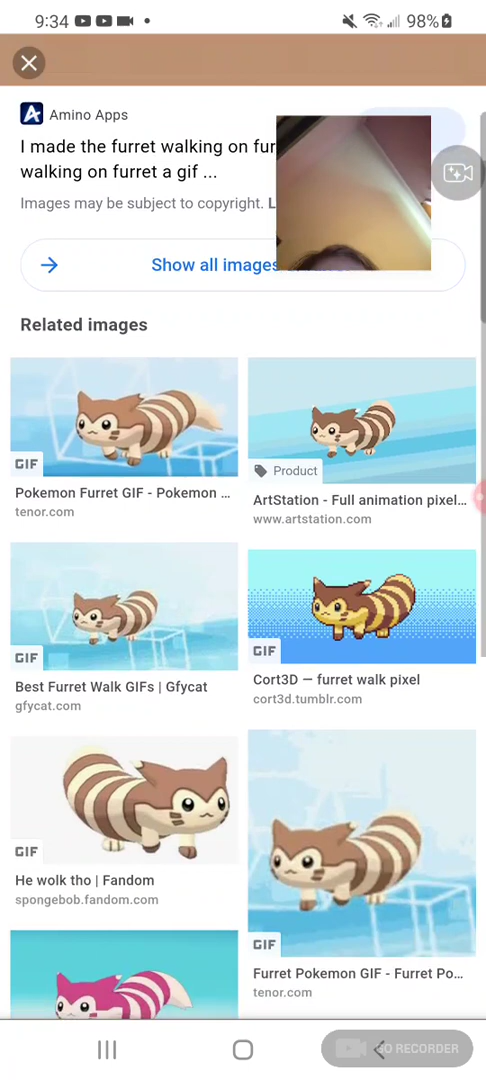 9:34
98%
Amino Apps
I made the furret walking on fur
walking on furret a gif ...
Images may be subject to copyright. L
Show all images
Related images
GIF
Product
Pokemon Furret GIF - Pokemon ...
tenor.com
ArtStation - Full animation pixel...
www.artstation.com
GIF
GIF
Best Furret Walk GIFs | Gfycat
gfycat.com
Cort3D — furret walk pixel
cort3d.tumblr.com
GIF
He wolk tho | Fandom
spongebob.fandom.com
GIF
Furret Pokemon GIF - Furret Po...
tenor.com
GO RECORDER